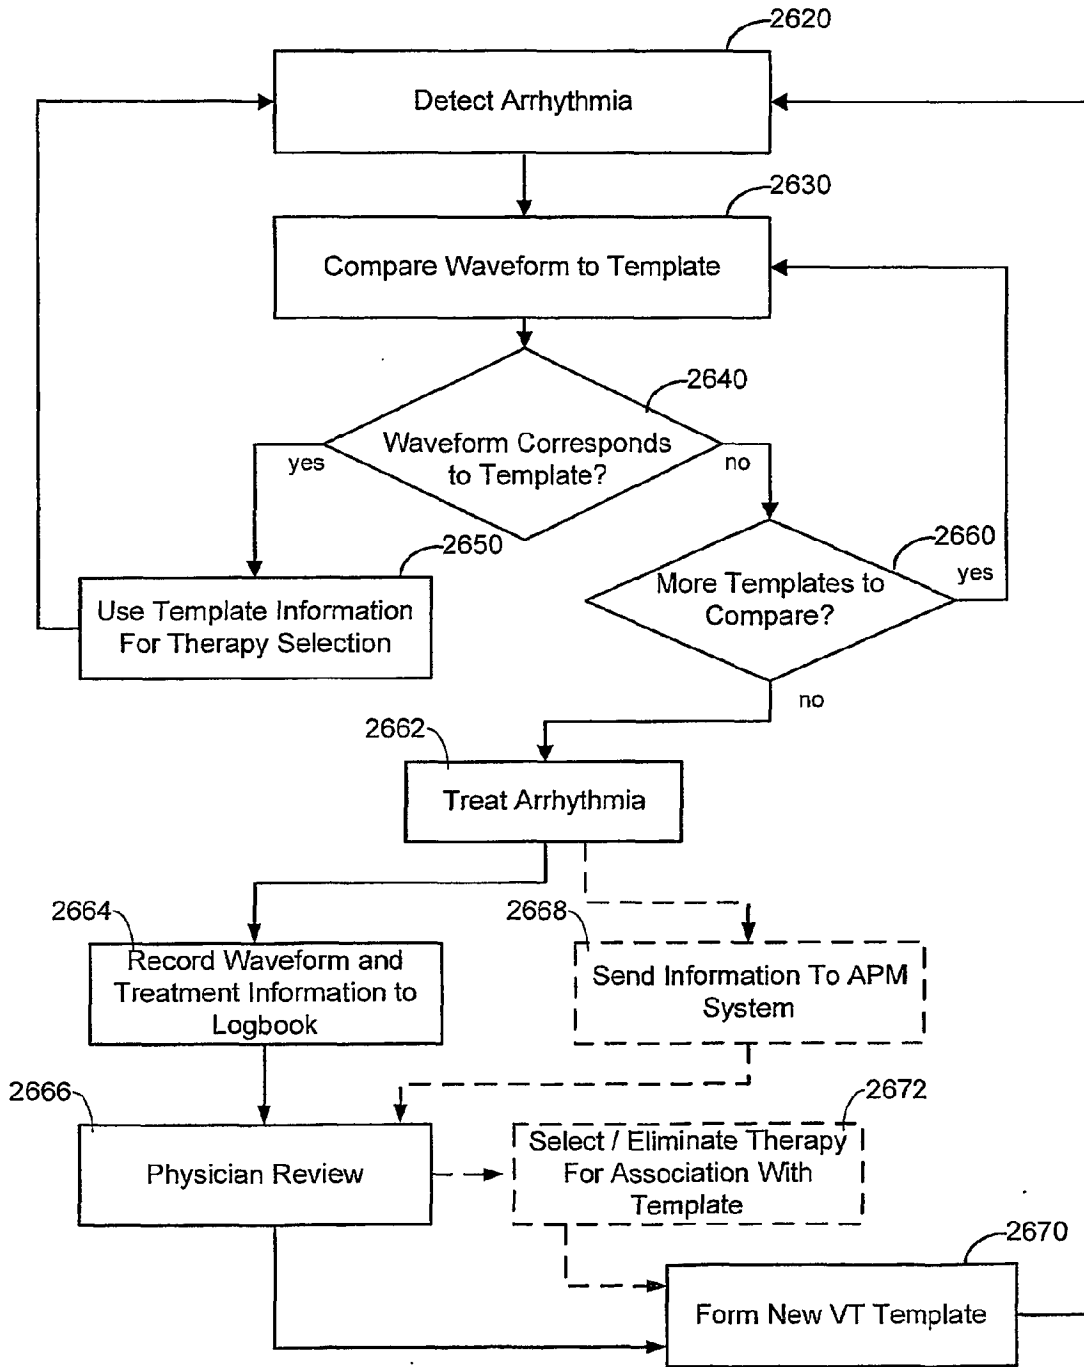 2620
Detect Arrhythmia
2630
Compare Waveform to Template
2640
Waveform Corresponds
to Template?
yes
no
2650
Use Template Information
For Therapy Selection
2660
More Templates to
Compare?
yes
no
2662
Treat Arrhythmia
2664
Record Waveform and
Treatment Information to
Logbook
2668
Send Information To APM
System
2666
Physician Review
2672
Select / Eliminate Therapy
For Association With
Template
2670
Form New VT Template